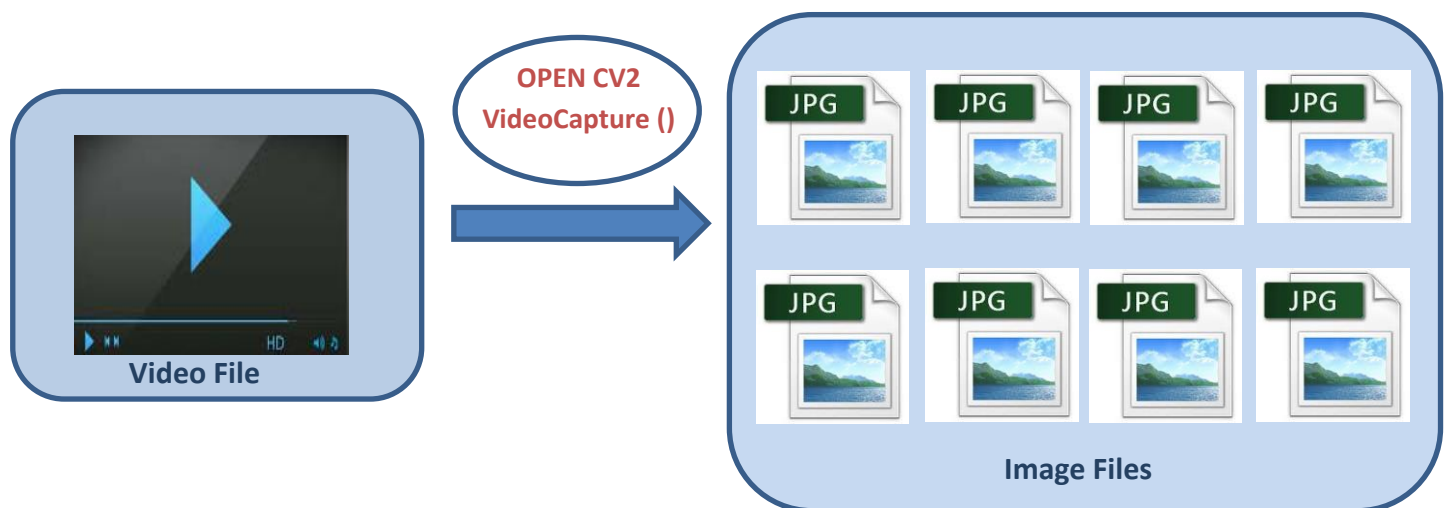 OPEN CV2
VideoCapture ()
HD
Video File
JPG JPG JPG JPG
JPG JPG JPG JPG
Image Files